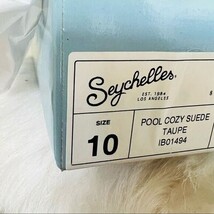 Seychelles®
EST. 1984
LOS ANGELES
SIZE
10
POOL COZY SUEDE
TAUPE
IB01494